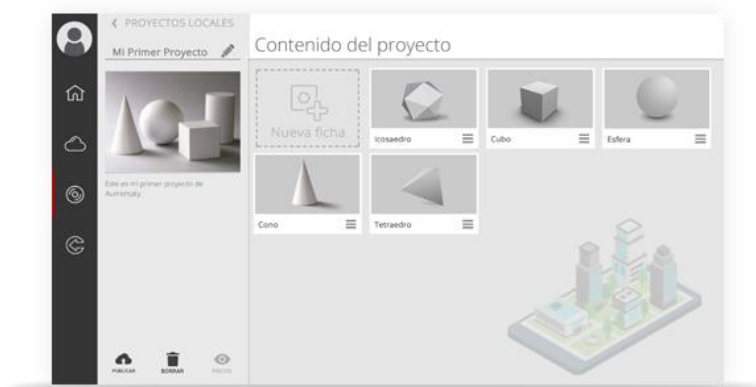 PROYECTOS LOCALES
Mi Primer Proyecto
Contenido del proyecto
Nueva ficha
Icosaedro
Cubo
Esfera
Este es mi primer proyecto de
Aumentaty
Cono
Tetraedro
PUBLICAR
BORRAR
PREVIO